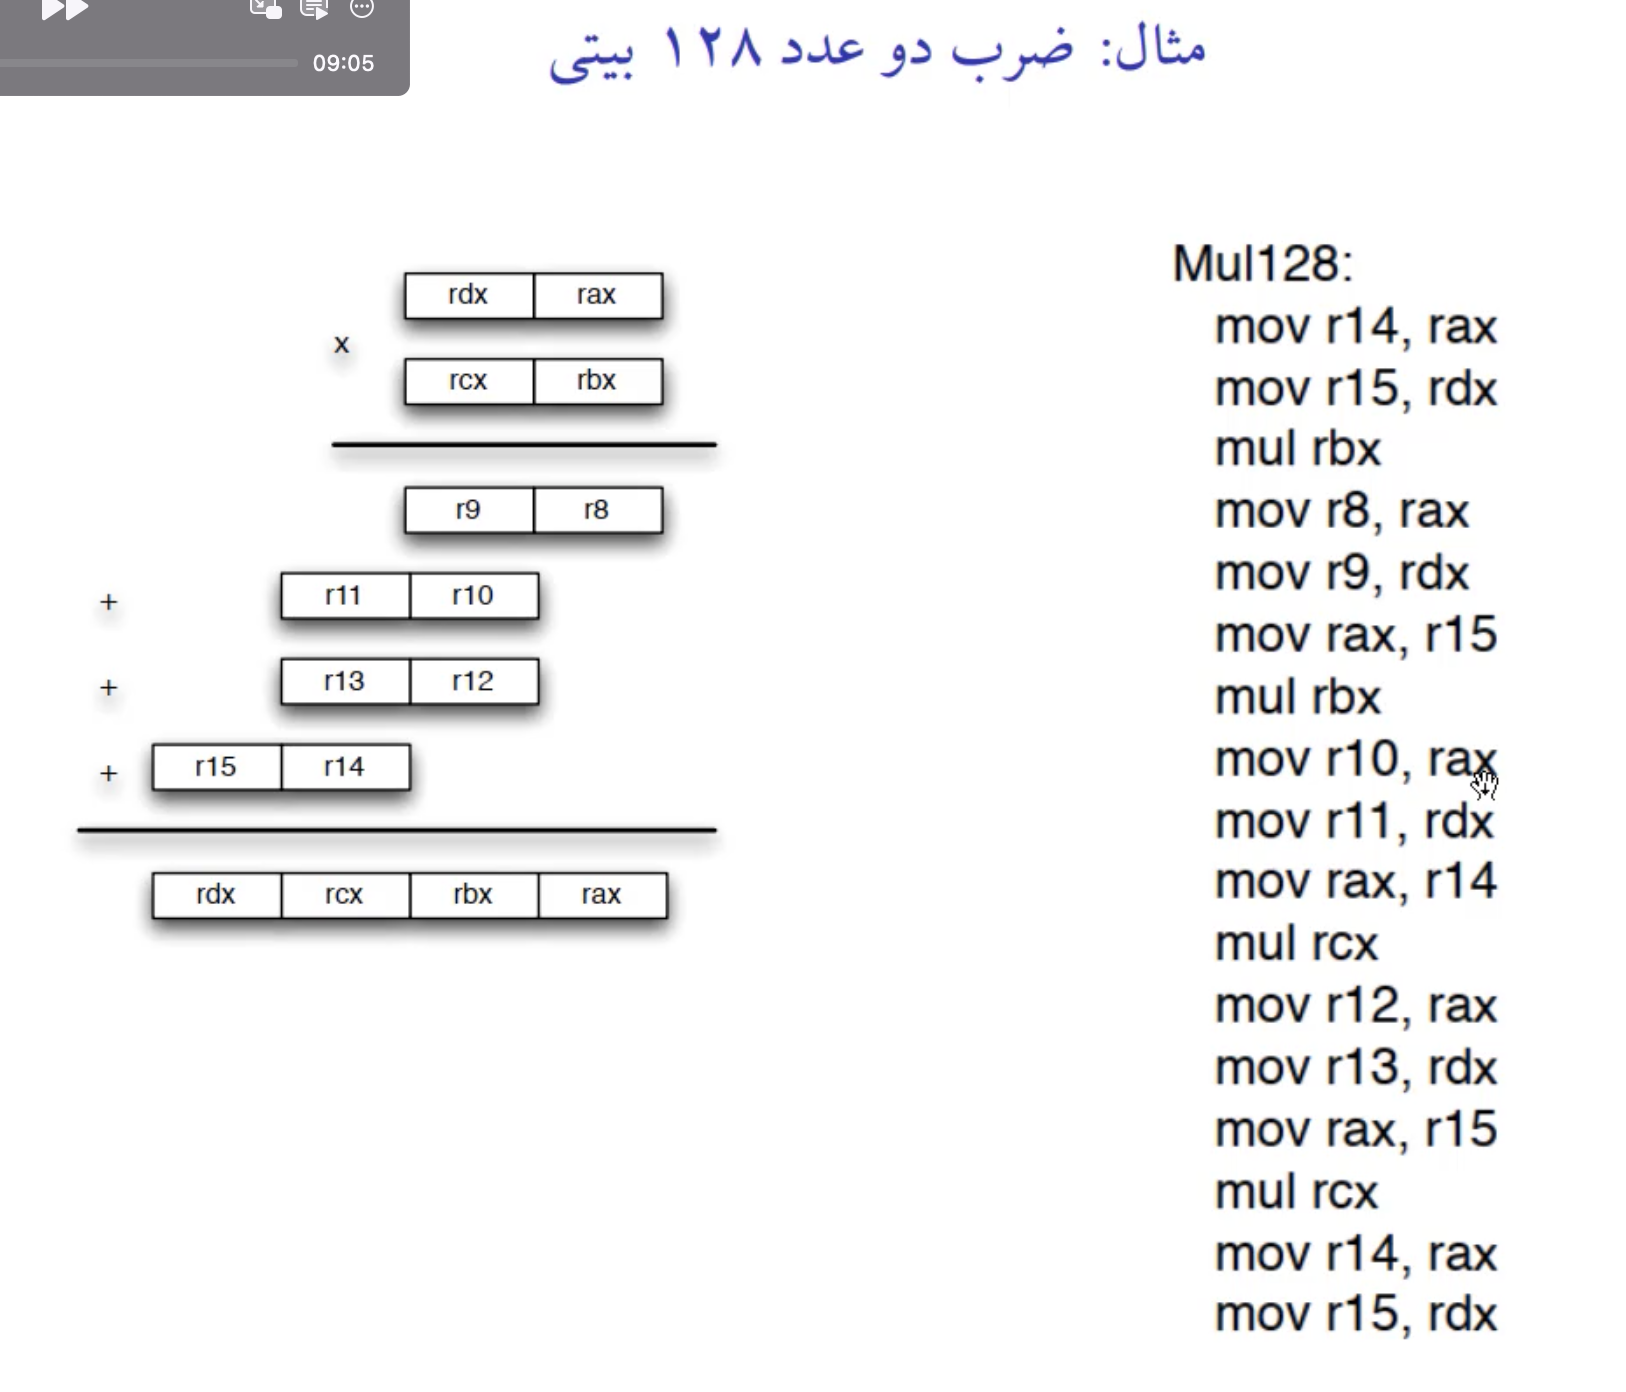 09:05
مثال: ضرب دو عدد ۱۲۸ بیتی
rdx rax
x
rcx rbx
r9 r8
+ r11 r10
+ r13 r12
+ r15 r14
rdx rcx rbx rax
Mul128:
mov r14, rax
mov r15, rdx
mul rbx
mov r8, rax
mov r9, rdx
mov rax, r15
mul rbx
mov r10, rax
mov r11, rdx
mov rax, r14
mul rcx
mov r12, rax
mov r13, rdx
mov rax, r15
mul rcx
mov r14, rax
mov r15, rdx